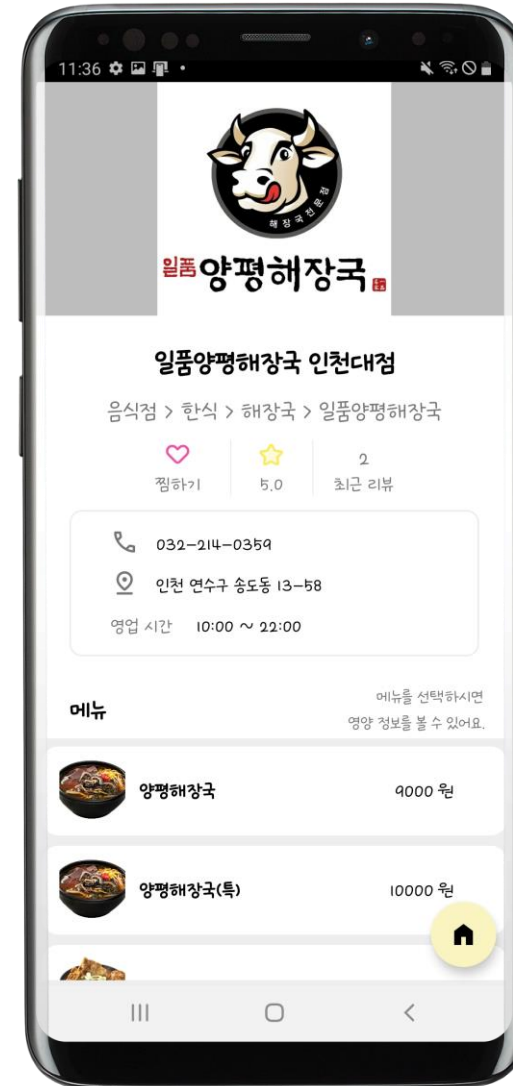 11:36
해장국전문점
일품 양평해장국
일품양평해장국 인천대점
음식점 > 한식 > 해장국 > 일품양평해장국
찜하기 5.0 2 최근 리뷰
032-214-0359
인천 연수구 송도동 13-58
영업 시간 10:00 ~ 22:00
메뉴
메뉴를 선택하시면
영양 정보를 볼 수 있어요.
양평해장국 9000 원
양평해장국(특) 10000 원